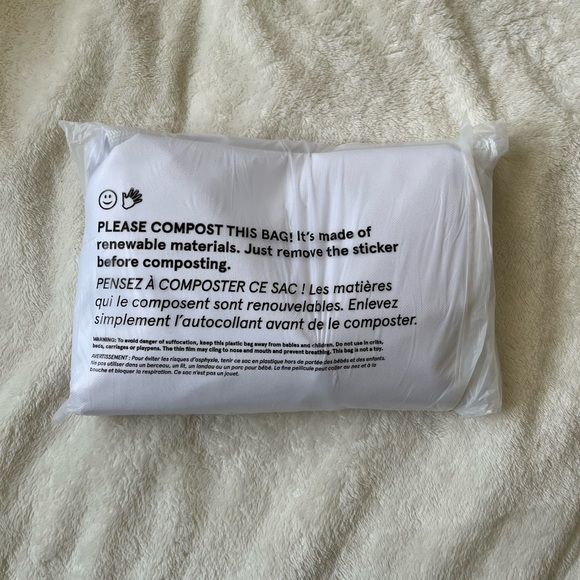 PLEASE COMPOST THIS BAG! It's made of
renewable materials. Just remove the sticker
before composting.
PENSEZ À COMPOSTER CE SAC ! Les matières
qui le composent sont renouvelables. Enlevez
simplement l'autocollant avant de le composter.
WARNING: To avoid danger of suffocation, keep this plastic bag away from babies and children. Do not use in cribs,
beds, carriages or playpens. The thin film may cling to nose and mouth and prevent breathing. This bag is not a toy.
AVERTISSEMENT : Pour éviter les risques d'asphyxie, tenir ce sac en plastique hors de portée des bébés et des enfants.
Ne pas utiliser dans un berceau, un lit, un landau ou un parc pour bébé. La fine pellicule peut coller au nez et à la
bouche et bloquer la respiration. Ce sac n'est pas un jouet.